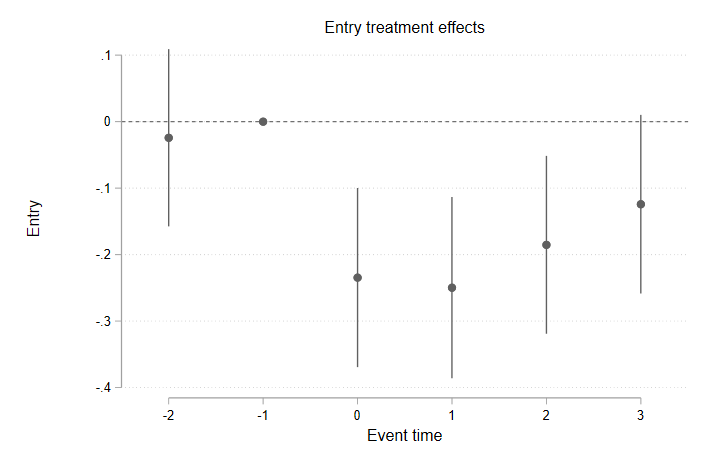 Entry treatment effects
.1
0
-.1
-.2
-.3
-.4
Entry
-2 -1 0 1 2 3
Event time